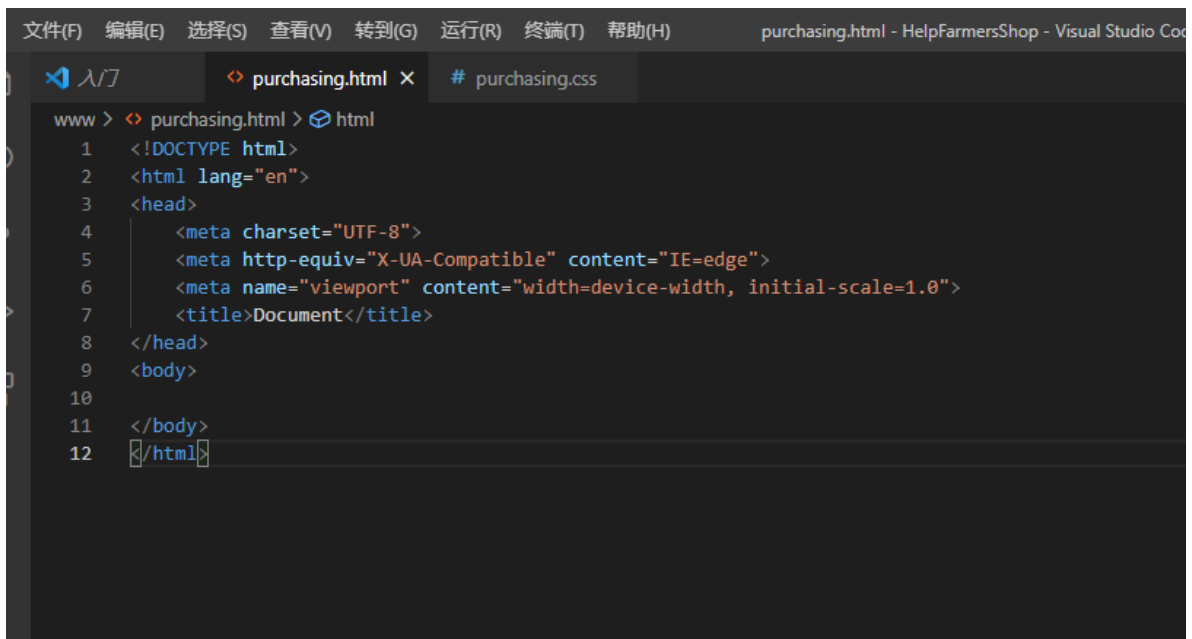 文件(F) 编辑(E) 选择(S) 查看(V) 转到(G) 运行(R) 终端(T) 帮助(H) purchasing.html - HelpFarmersShop - Visual Studio Coc
入门 <> purchasing.html × # purchasing.css
www > <> purchasing.html > html
1 <!DOCTYPE html>
2 <html lang="en">
3 <head>
4 <meta charset="UTF-8">
5 <meta http-equiv="X-UA-Compatible" content="IE=edge">
6 <meta name="viewport" content="width=device-width, initial-scale=1.0">
7 <title>Document</title>
8 </head>
9 <body>
10
11 </body>
12 </html>